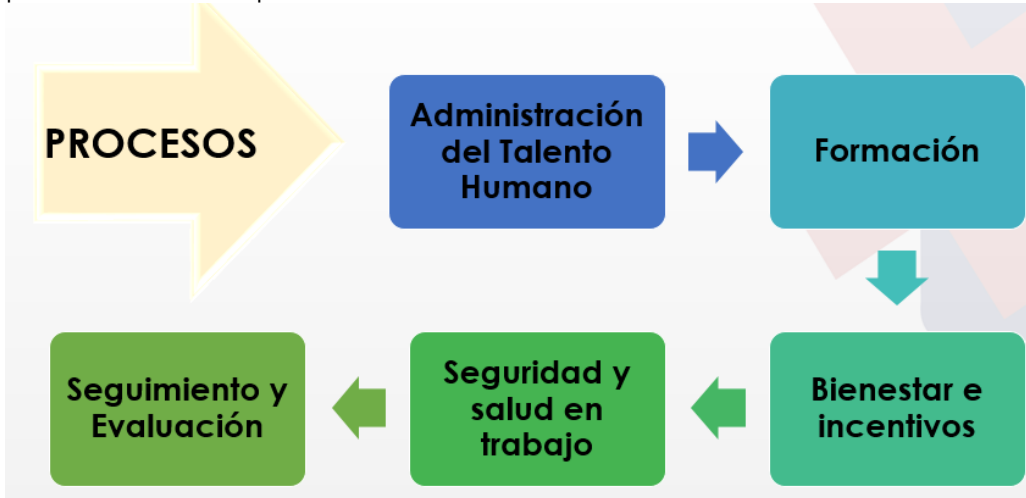 PROCESOS
Administración
del Talento
Humano
Formación
Bienestar e
incentivos
Seguridad y
salud en
trabajo
Seguimiento y
Evaluación